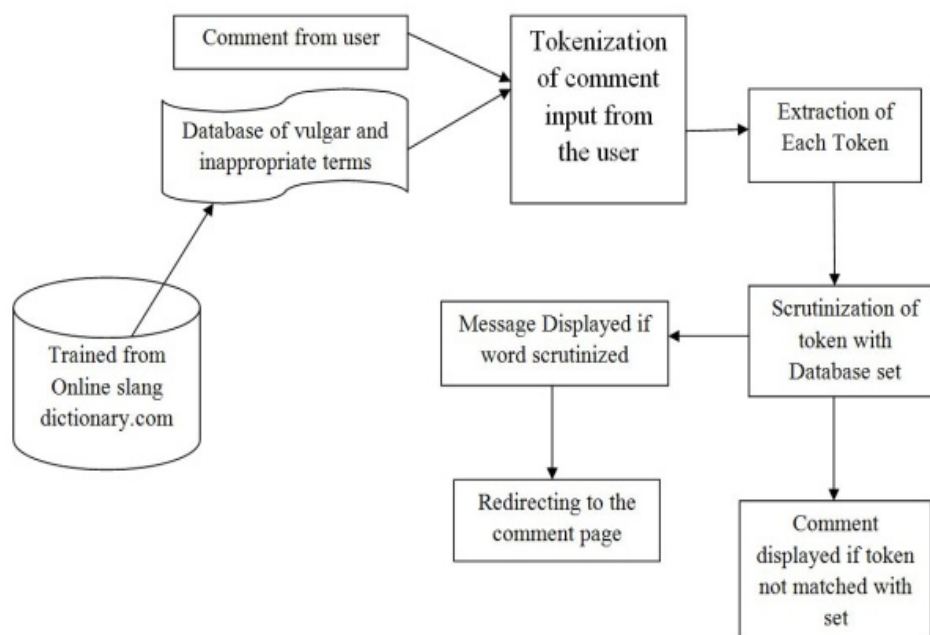 Comment from user
Database of vulgar and
inappropriate terms
Tokenization
of comment
input from
the user
Extraction of
Each Token
Trained from
Online slang
dictionary.com
Message Displayed if
word scrutinized
Scrutinization of
token with
Database set
Redirecting to the
comment page
Comment
displayed if token
not matched with
set